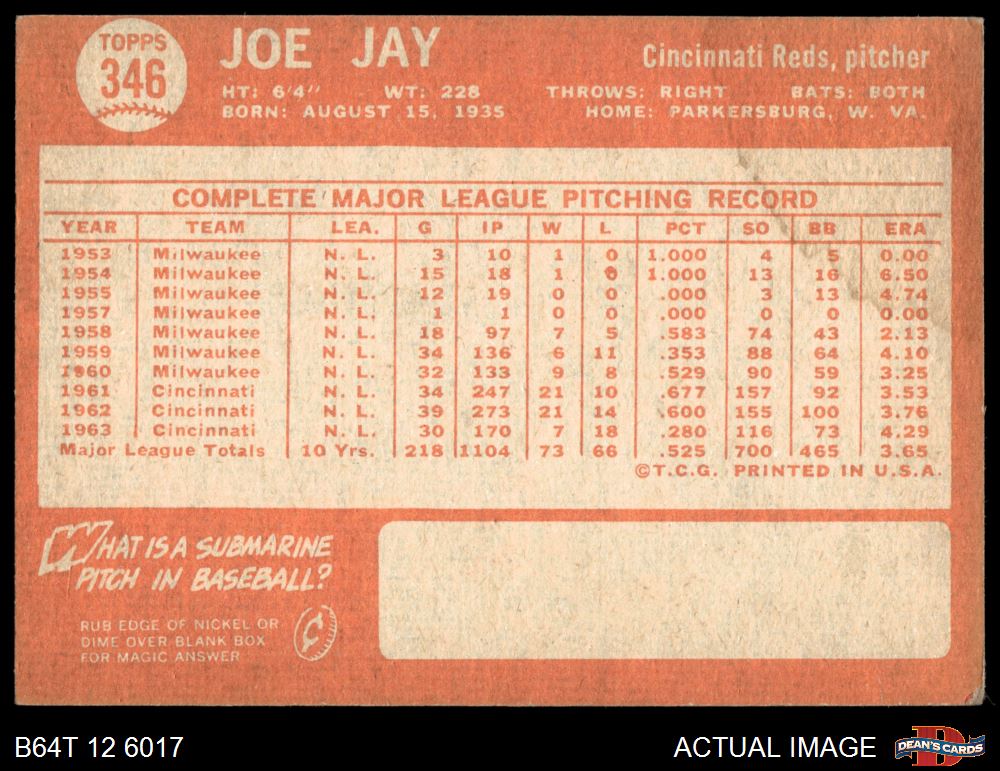 TOPPS
346
JOE JAY
Cincinnati Reds, pitcher
HT: 6'4" WT: 228 THROWS: RIGHT BATS: BOTH
BORN: AUGUST 15, 1935 HOME: PARKERSBURG, W. VA.
COMPLETE MAJOR LEAGUE PITCHING RECORD
YEAR TEAM LEA. G IP W L PCT SO BB ERA
1953 Milwaukee N. L. 3 10 1 0 1.000 4 5 0.00
1954 Milwaukee N. L. 15 18 1 0 1.000 13 16 6.50
1955 Milwaukee N. L. 12 19 0 0 .000 3 13 4.74
1957 Milwaukee N. L. 1 1 0 0 .000 0 0 0.00
1958 Milwaukee N. L. 18 97 7 5 .583 74 43 2.13
1959 Milwaukee N. L. 34 136 6 11 .353 88 64 4.10
1960 Milwaukee N. L. 32 133 9 8 .529 90 59 3.25
1961 Cincinnati N. L. 34 247 21 10 .677 157 92 3.53
1962 Cincinnati N. L. 39 273 21 14 .600 155 100 3.76
1963 Cincinnati N. L. 30 170 7 18 .280 116 73 4.29
Major League Totals 10 Yrs. 218 1104 73 66 .525 700 465 3.65
©T.C.G. PRINTED IN U.S.A.
WHAT IS A SUBMARINE
PITCH IN BASEBALL?
RUB EDGE OF NICKEL OR
DIME OVER BLANK BOX
FOR MAGIC ANSWER
B64T 12 6017
ACTUAL IMAGE
D
DEAN'S CARDS